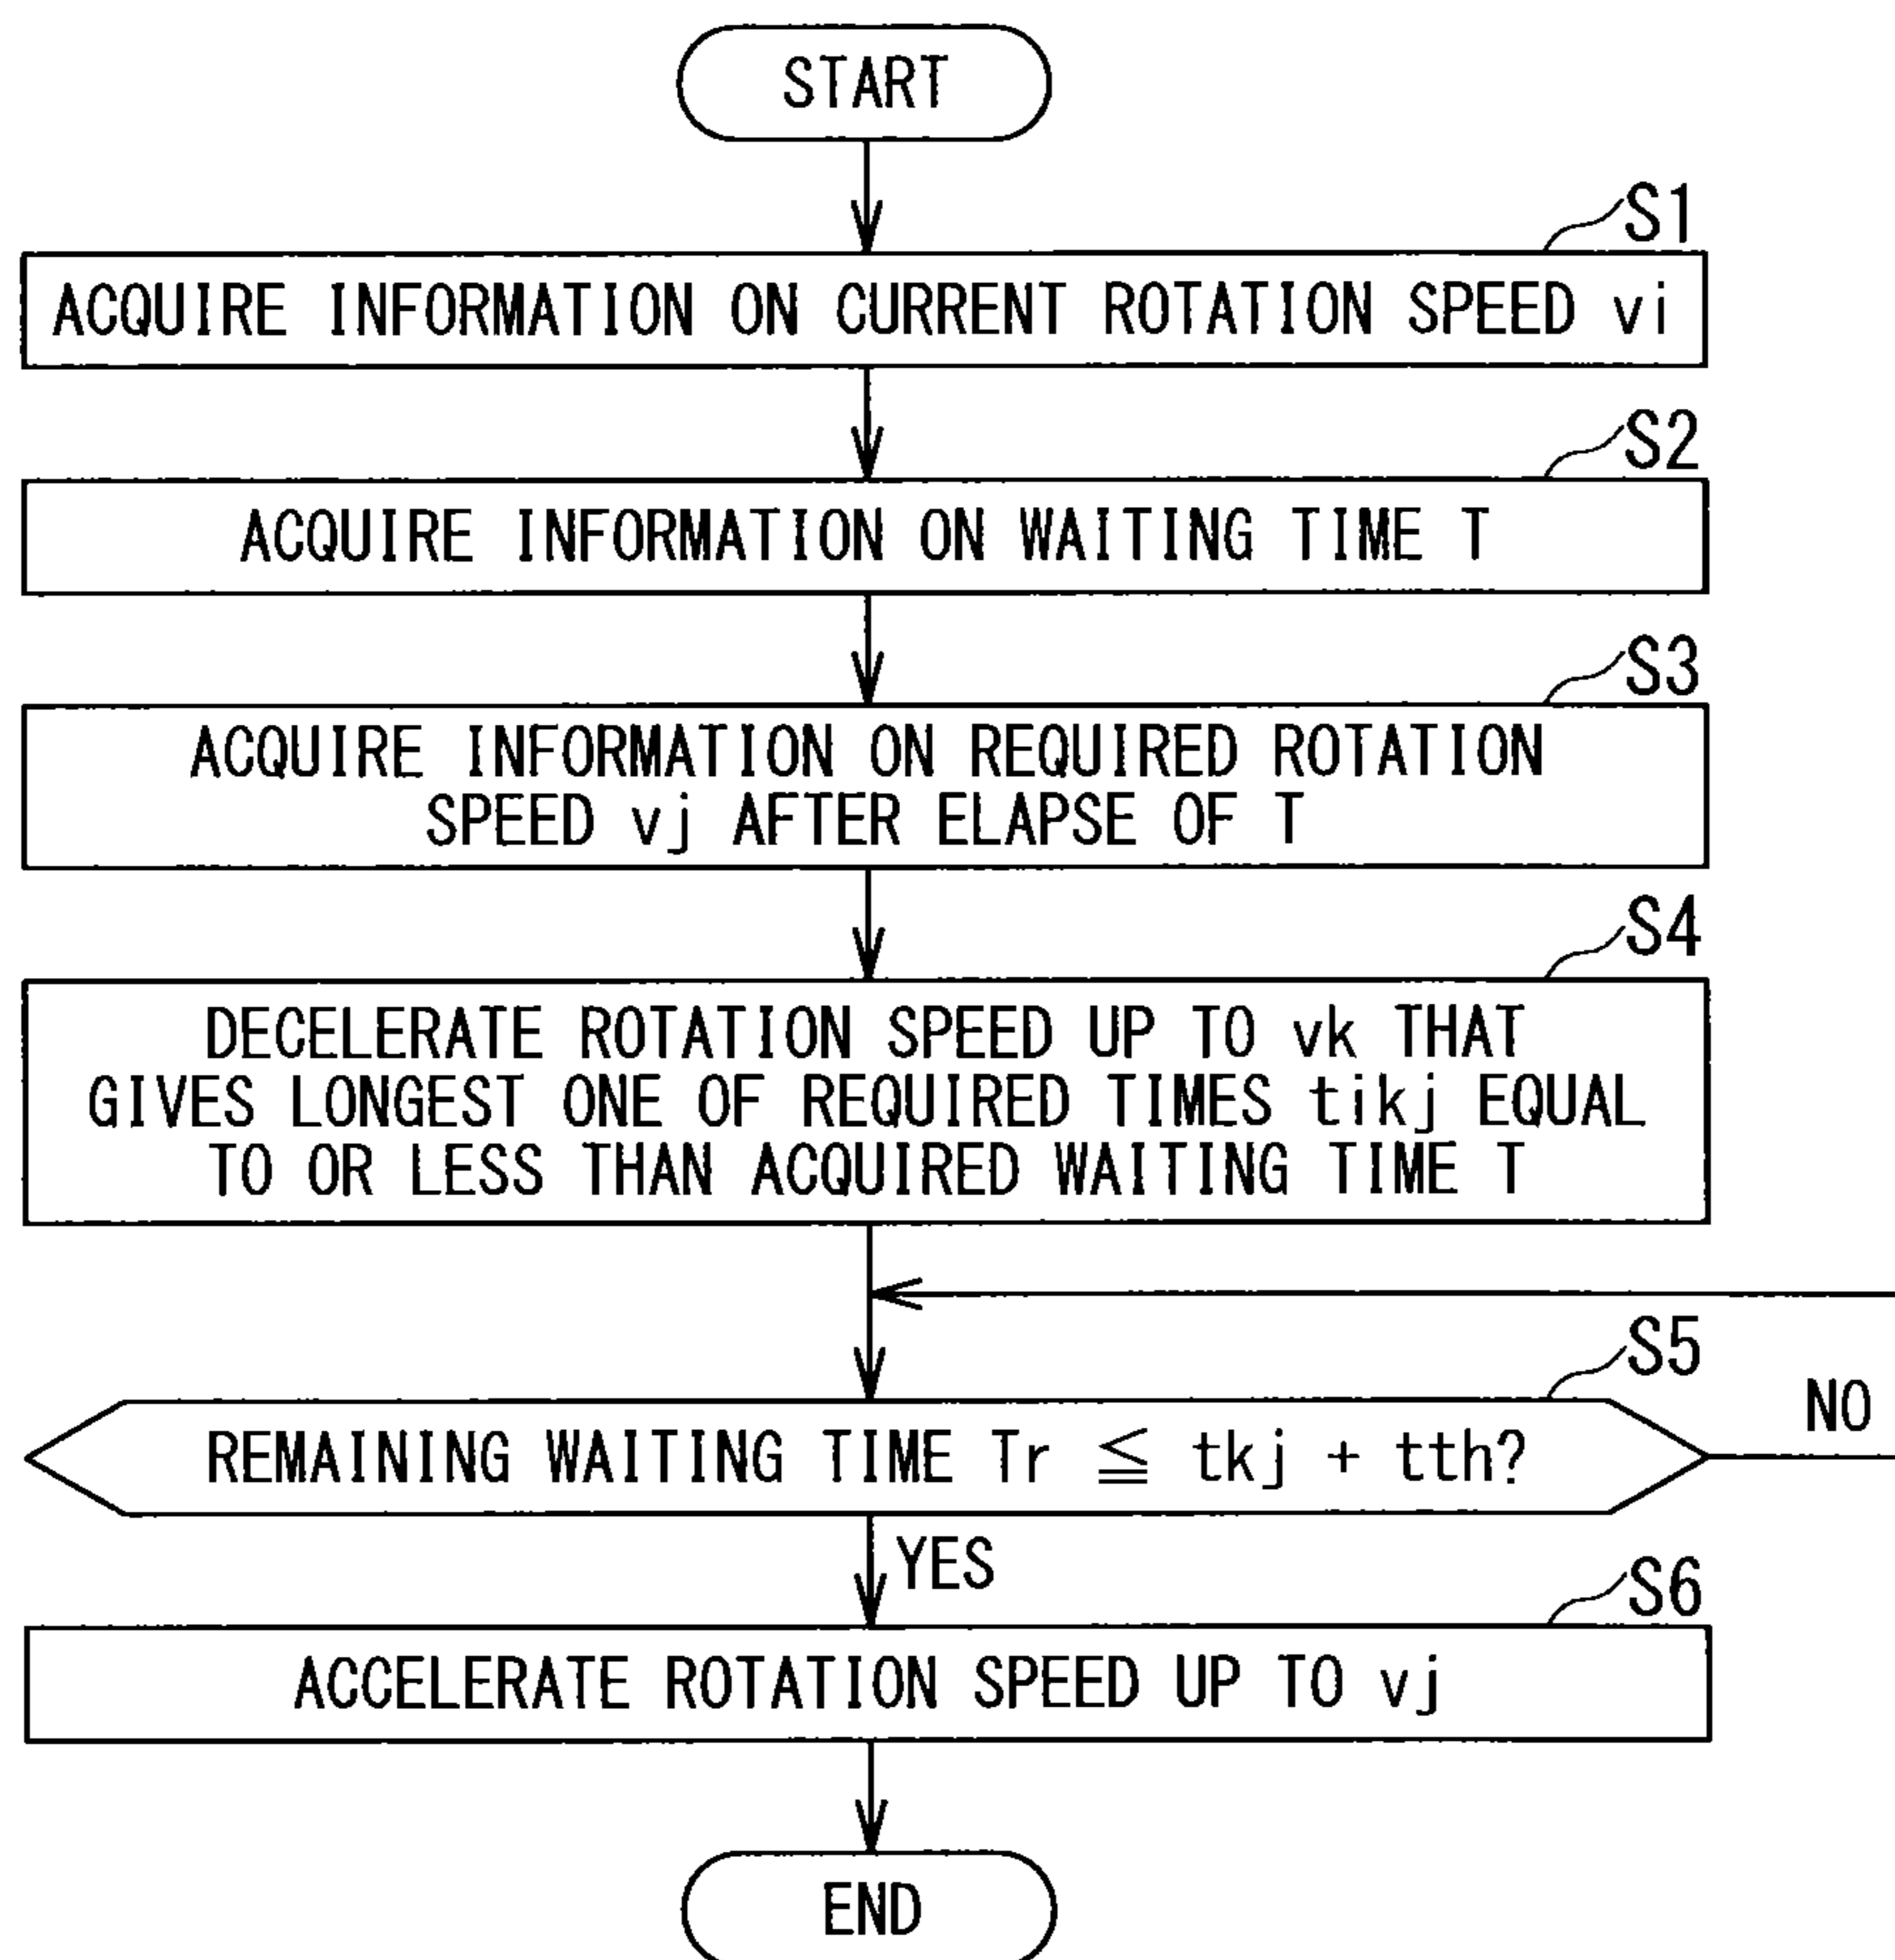 START
S1
ACQUIRE INFORMATION ON CURRENT ROTATION SPEED vi
S2
ACQUIRE INFORMATION ON WAITING TIME T
S3
ACQUIRE INFORMATION ON REQUIRED ROTATION
SPEED vj AFTER ELAPSE OF T
S4
DECELERATE ROTATION SPEED UP TO vk THAT
GIVES LONGEST ONE OF REQUIRED TIMES tikj EQUAL
TO OR LESS THAN ACQUIRED WAITING TIME T
S5
REMAINING WAITING TIME Tr ≦ tkj + tth?
NO
YES
S6
ACCELERATE ROTATION SPEED UP TO vj
END